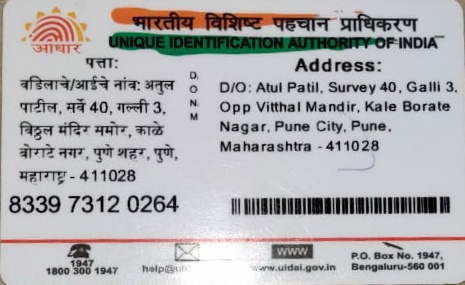 भारतीय विशिष्ट पहचान प्राधिकरण
UNIQUE IDENTIFICATION AUTHORITY OF INDIA
आधार
पत्ता:
वडिलाचे/आईचे नांव: अतुल
पाटील, सर्वे 40, गल्ली 3,
विठ्ठल मंदिर समोर, काळे
बोराटे नगर, पुणे शहर, पुणे,
महाराष्ट्र - 411028
D.
O
N
M
Address:
D/O: Atul Patil, Survey 40, Galli 3,
Opp Vitthal Mandir, Kale Borate
Nagar, Pune City, Pune,
Maharashtra - 411028
8339 7312 0264
1947
1800 300 1947
www
www.uidai.gov.in
P.O. Box No. 1947,
Bengaluru-560 001